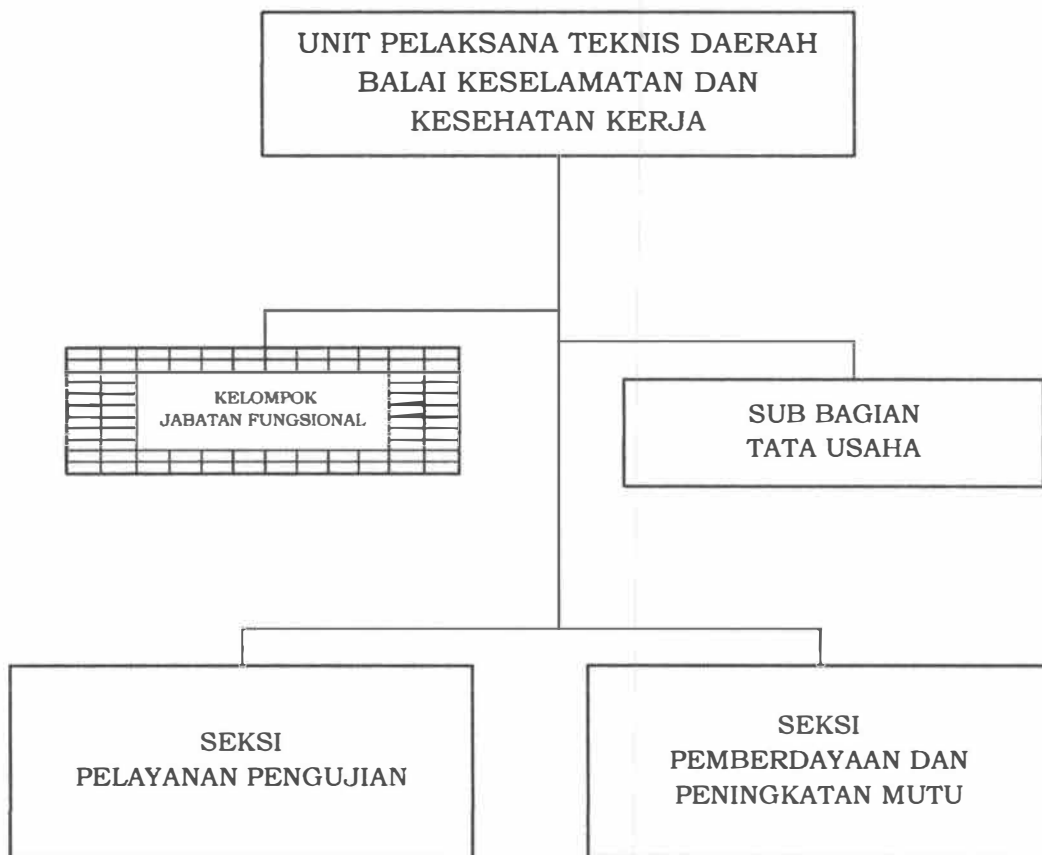 UNIT PELAKSANA TEKNIS DAERAH
BALAI KESELAMATAN DAN
KESEHATAN KERJA
KELOMPOK
JABATAN FUNGSIONAL
SUB BAGIAN
TATA USAHA
SEKSI
PELAYANAN PENGUJIAN
SEKSI
PEMBERDAYAAN DAN
PENINGKATAN MUTU